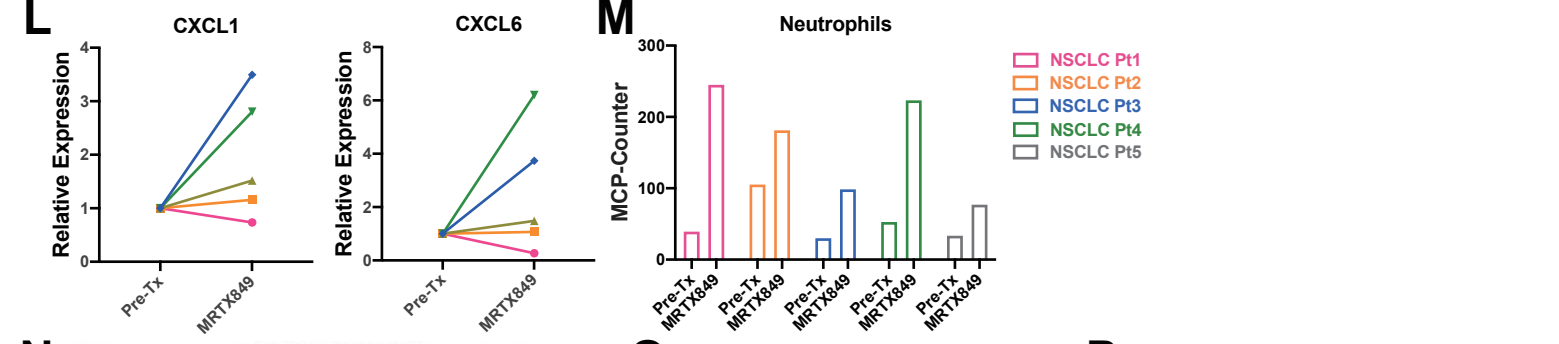 L
CXCL1
Relative Expression
4
3
2
1
0
Pre-Tx
MRTX849
CXCL6
Relative Expression
8
6
4
2
0
Pre-Tx
MRTX849
M
Neutrophils
MCP-Counter
300
200
100
0
Pre-Tx
MRTX849
Pre-Tx
MRTX849
Pre-Tx
MRTX849
Pre-Tx
MRTX849
Pre-Tx
MRTX849
NSCLC Pt1
NSCLC Pt2
NSCLC Pt3
NSCLC Pt4
NSCLC Pt5